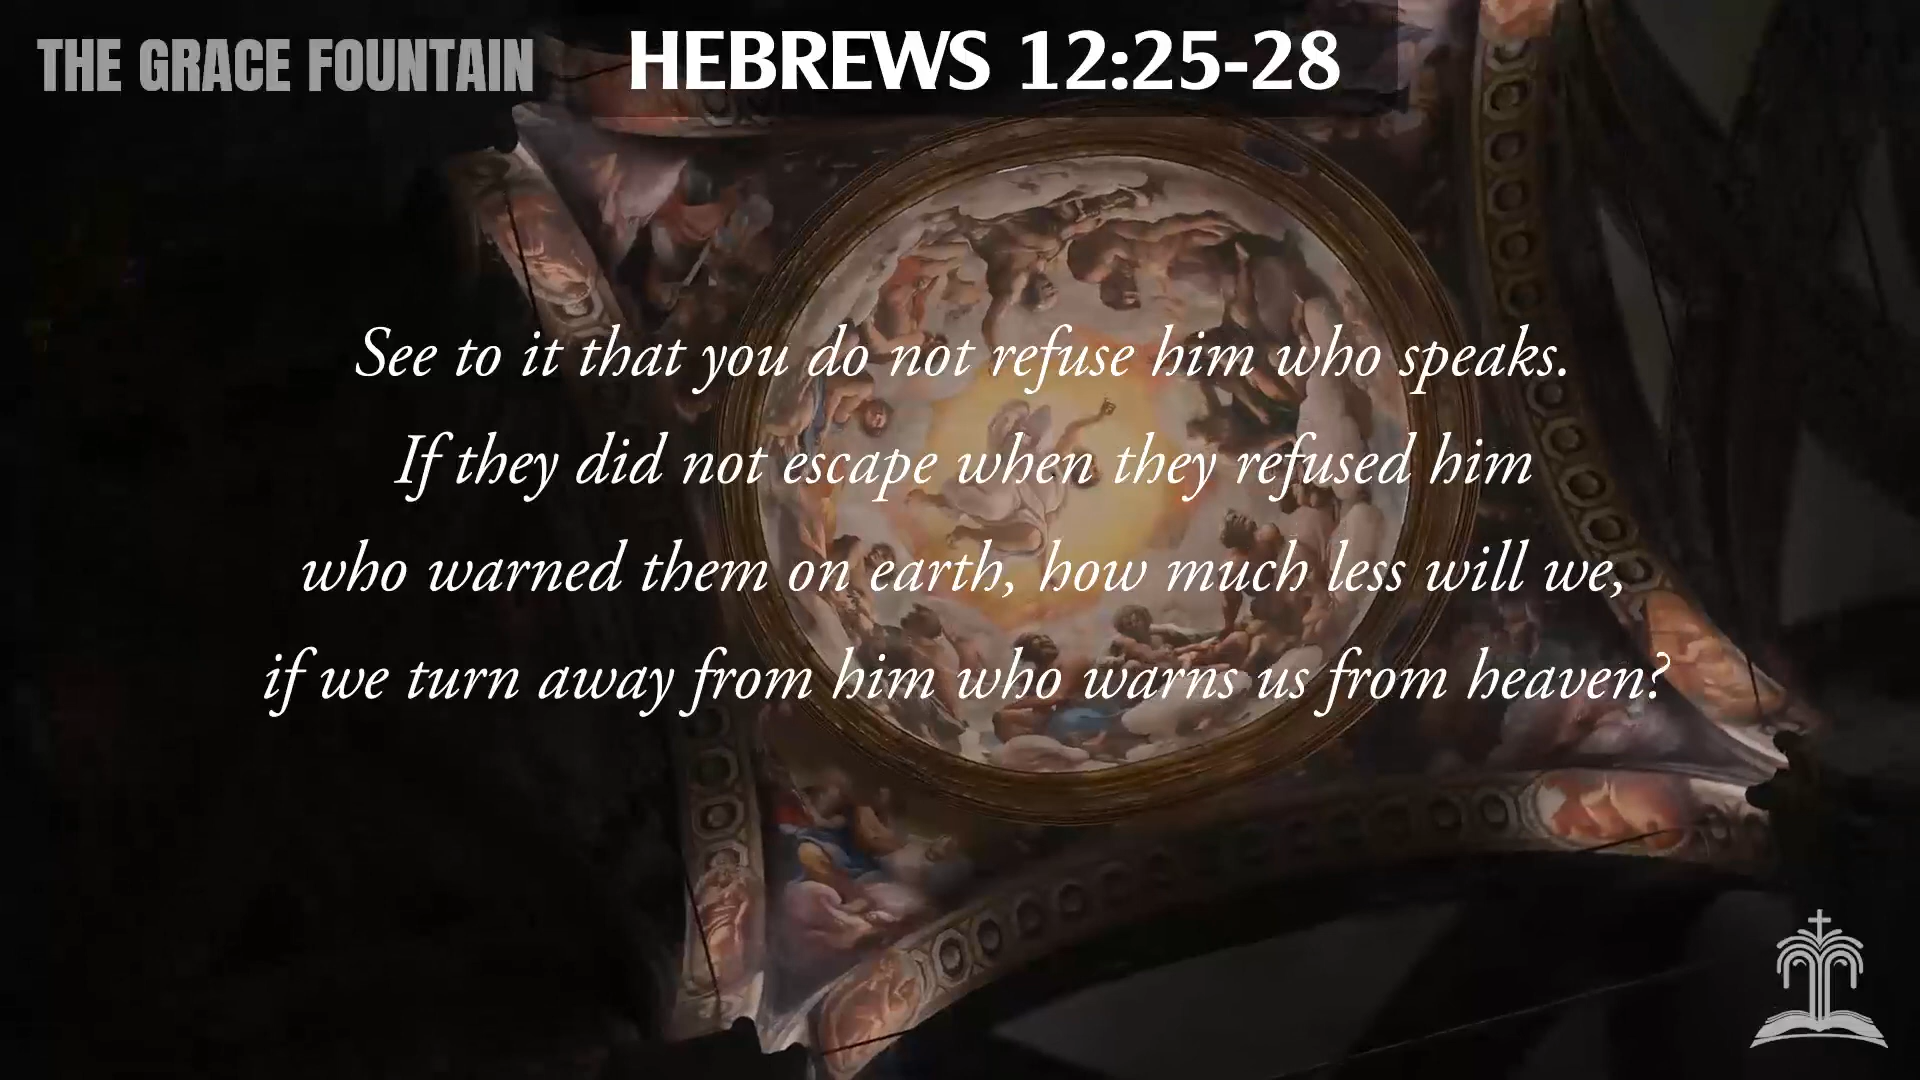 THE GRACE FOUNTAIN
HEBREWS 12:25-28
See to it that you do not refuse him who speaks.
If they did not escape when they refused him
who warned them on earth, how much less will we,
if we turn away from him who warns us from heaven?